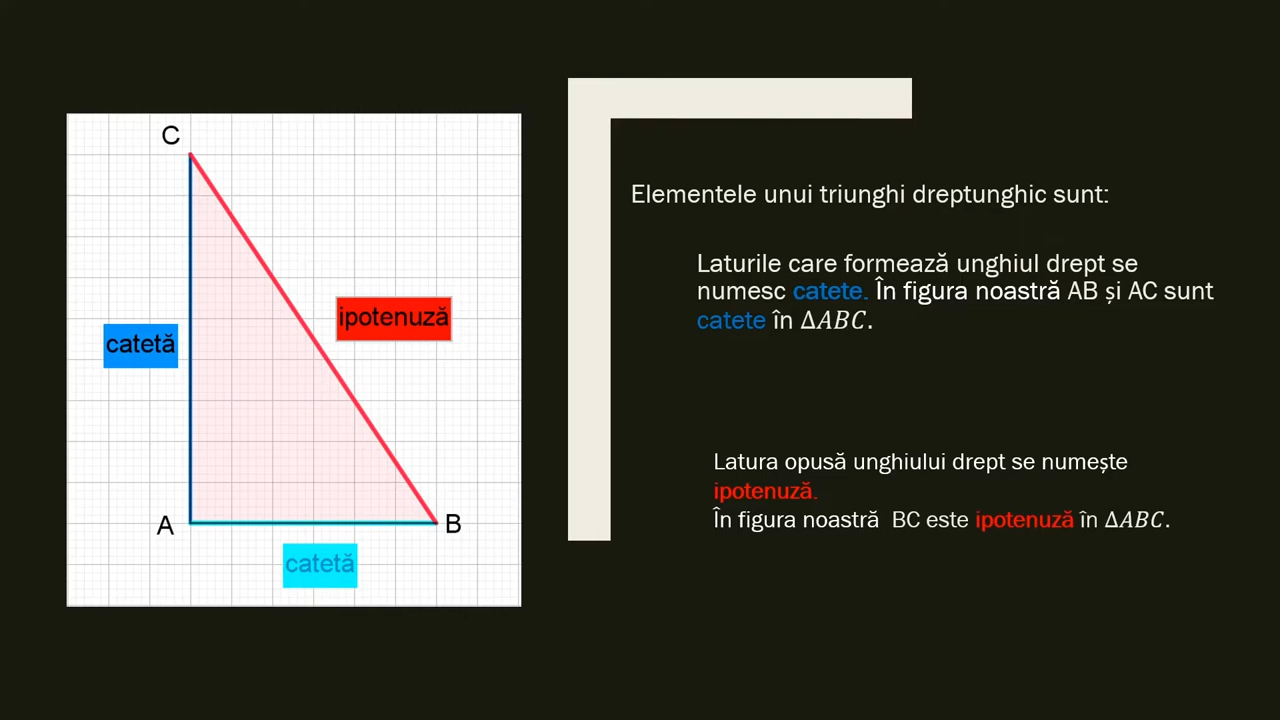 C
ipotenuză
catetă
A
B
catetă
Elementele unui triunghi dreptunghic sunt:
Laturile care formează unghiul drept se
numesc catete. În figura noastră AB și AC sunt
catete în ΔABC.
Latura opusă unghiului drept se numește
ipotenuză.
În figura noastră BC este ipotenuză în ΔABC.